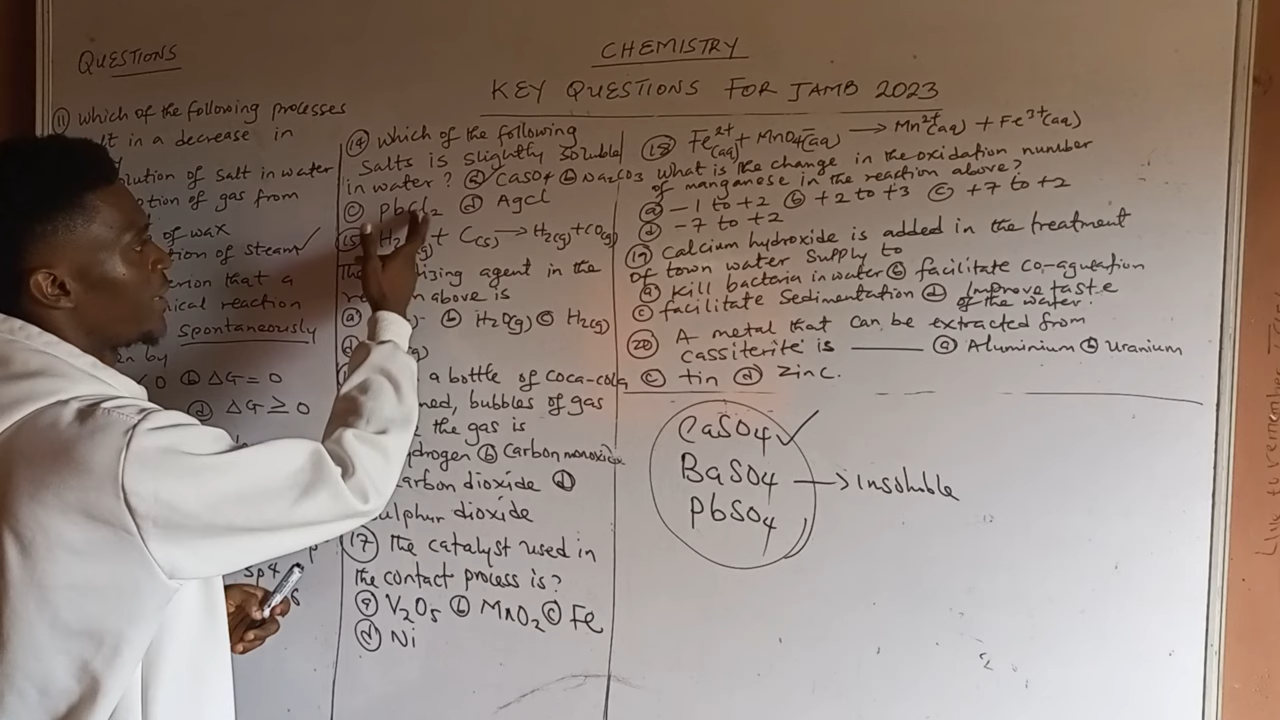 QUESTIONS
CHEMISTRY
KEY QUESTIONS FOR JAMB 2023
(11) which of the following processes
in a decrease in
of salt in water
of gas from
of wax
of steam ✓
that a
reaction
spontaneously
by
(b) ΔG = 0
(d) ΔG ≥ 0
sp4
(14) which of the following
salts is slightly soluble
in water? (a) CaSO4 (b) Na2CO3
(c) PbCl2 (d) AgCl
(15) H2 + C(s) → H2(g) + CO(g)
agent in the
above is
(a) (b) H2O(g) (c) H2(g)
a bottle of coca-cola
bubbles of gas
the gas is
(b) Carbon monoxide
dioxide (d)
Sulphur dioxide
(17) The catalyst used in
the contact process is?
(a) V2O5 (b) MnO2 (c) Fe
(d) Ni
(18) Fe2+(aq) + MnO4-(aq) → Mn2+(aq) + Fe3+(aq)
What is the change in the oxidation number
of manganese in the reaction above?
(a) -1 to +2 (b) +2 to +3 (c) +7 to +2
(d) -7 to +2
(19) Calcium hydroxide is added in the treatment
of town water supply to
(a) Kill bacteria in water (b) facilitate Co-agulation
(c) facilitate Sedimentation (d) Improve taste
of the water.
(20) A metal that can be extracted from
cassiterite is ____ (a) Aluminium (b) Uranium
(c) tin (d) Zinc.
CaSO4 ✓
BaSO4 → insoluble
PbSO4